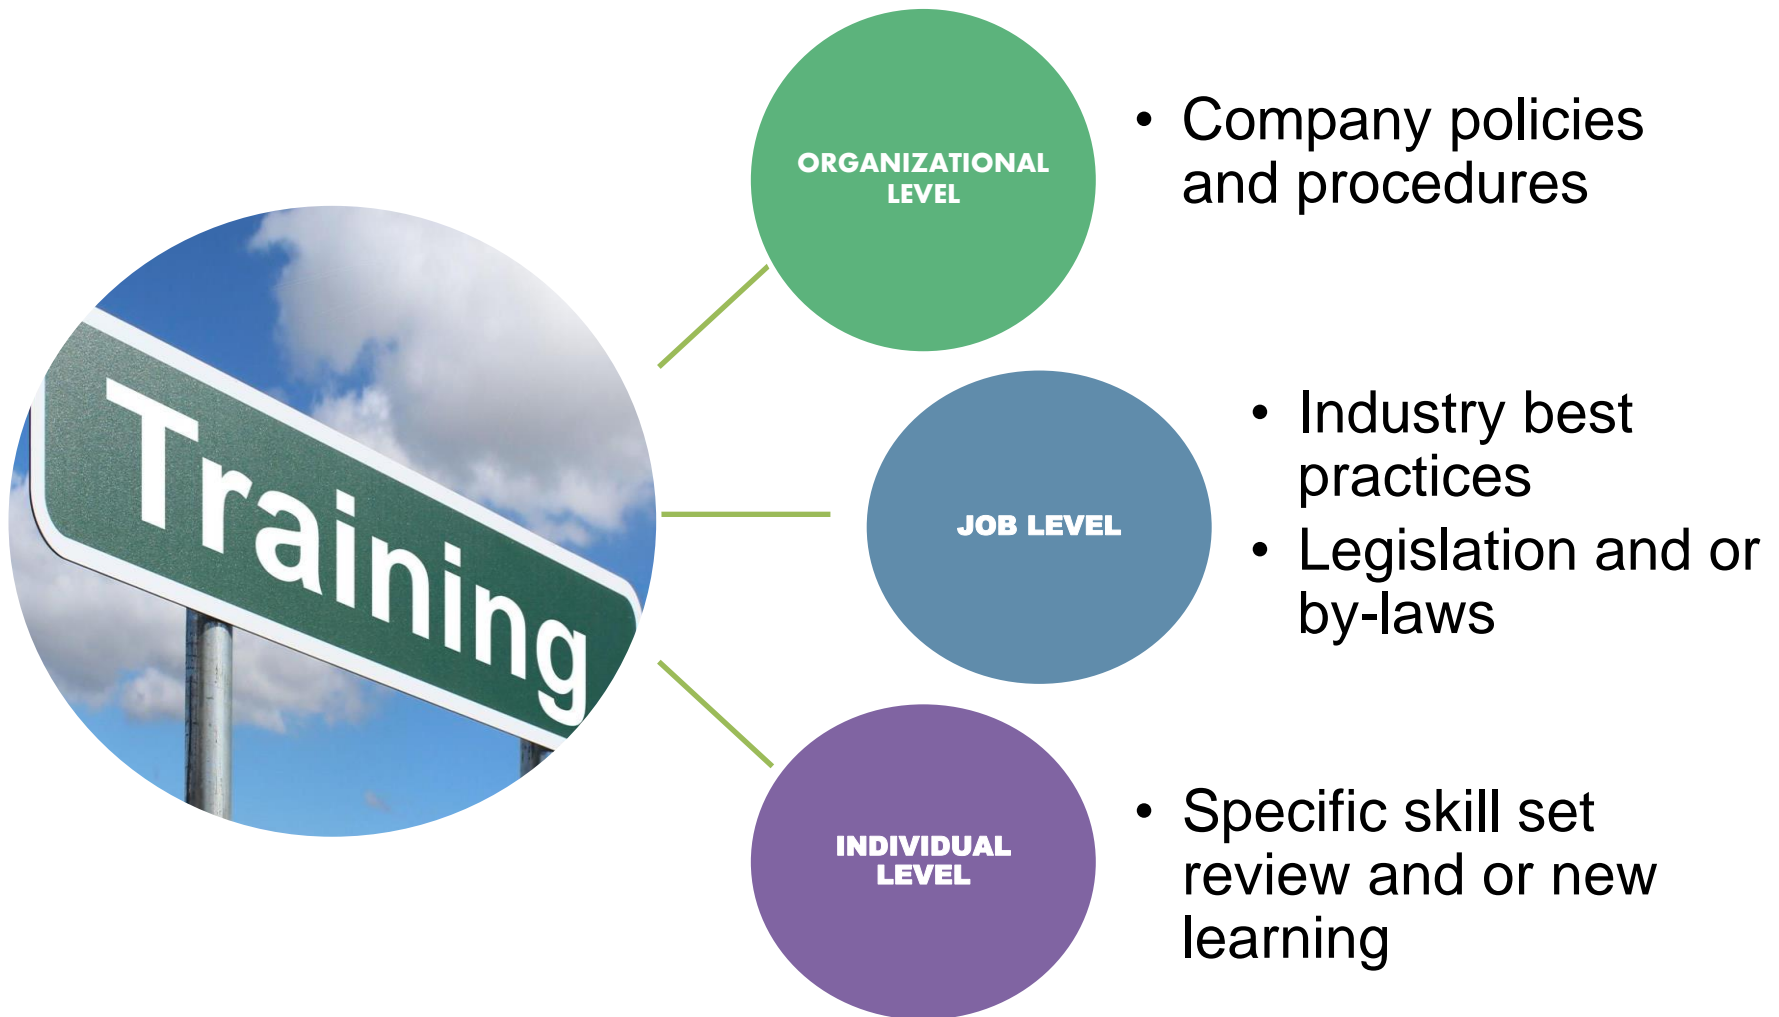 Training
ORGANIZATIONAL
LEVEL
• Company policies
and procedures
JOB LEVEL
• Industry best
practices
• Legislation and or
by-laws
INDIVIDUAL
LEVEL
• Specific skill set
review and or new
learning